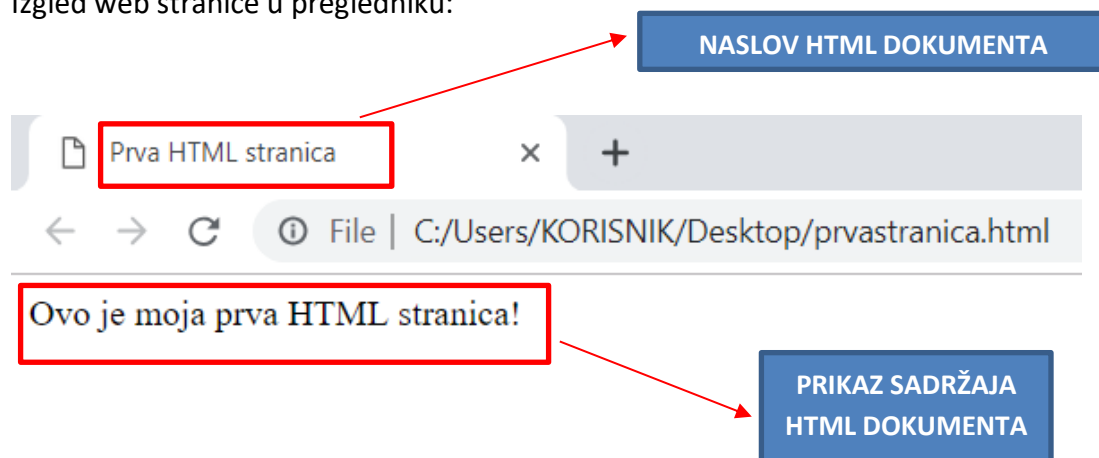 Izgled web stranice u pregledniku:
NASLOV HTML DOKUMENTA
Prva HTML stranica
File | C:/Users/KORISNIK/Desktop/prvastranica.html
Ovo je moja prva HTML stranica!
PRIKAZ SADRŽAJA
HTML DOKUMENTA